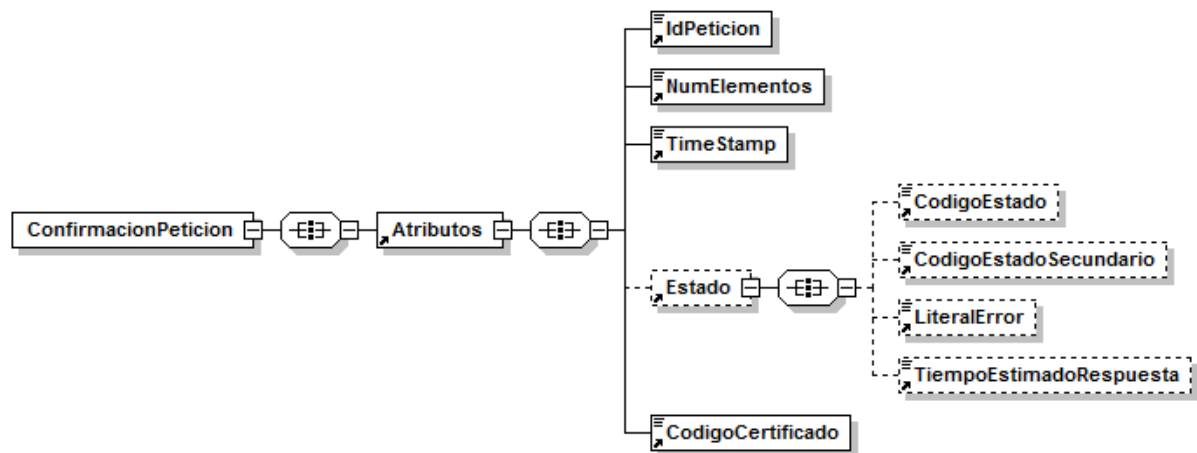 IdPeticion
NumElementos
TimeStamp
ConfirmacionPeticion
Atributos
Estado
CodigoEstado
CodigoEstadoSecundario
LiteralError
TiempoEstimadoRespuesta
CodigoCertificado